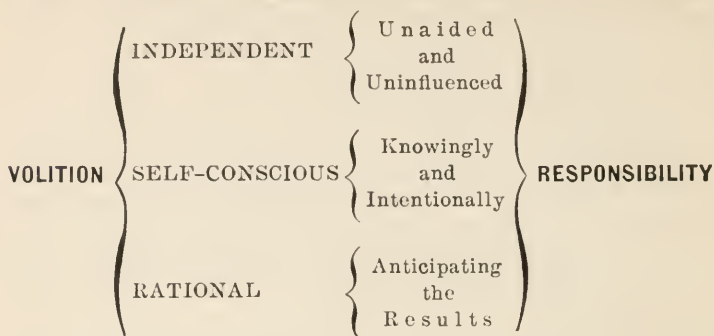 Unaided
INDEPENDENT and
Uninfluenced
Knowingly
VOLITION SELF-CONSCIOUS and RESPONSIBILITY
Intentionally
Anticipating
RATIONAL the
Results